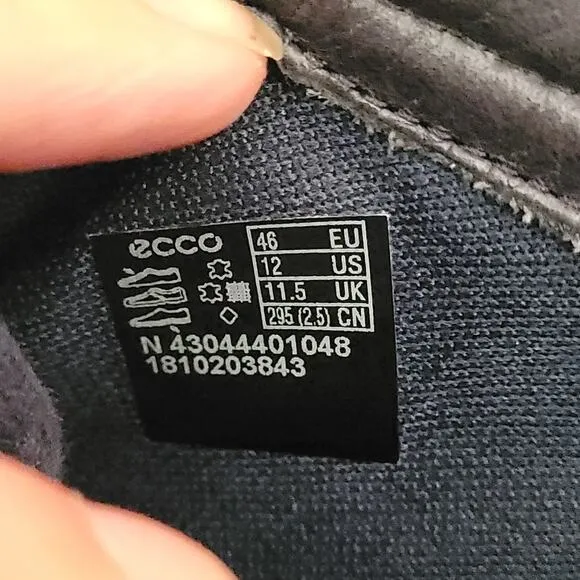 ecco
46 EU
12 US
11.5 UK
295 (2.5) CN
N 43044401048
1810203843